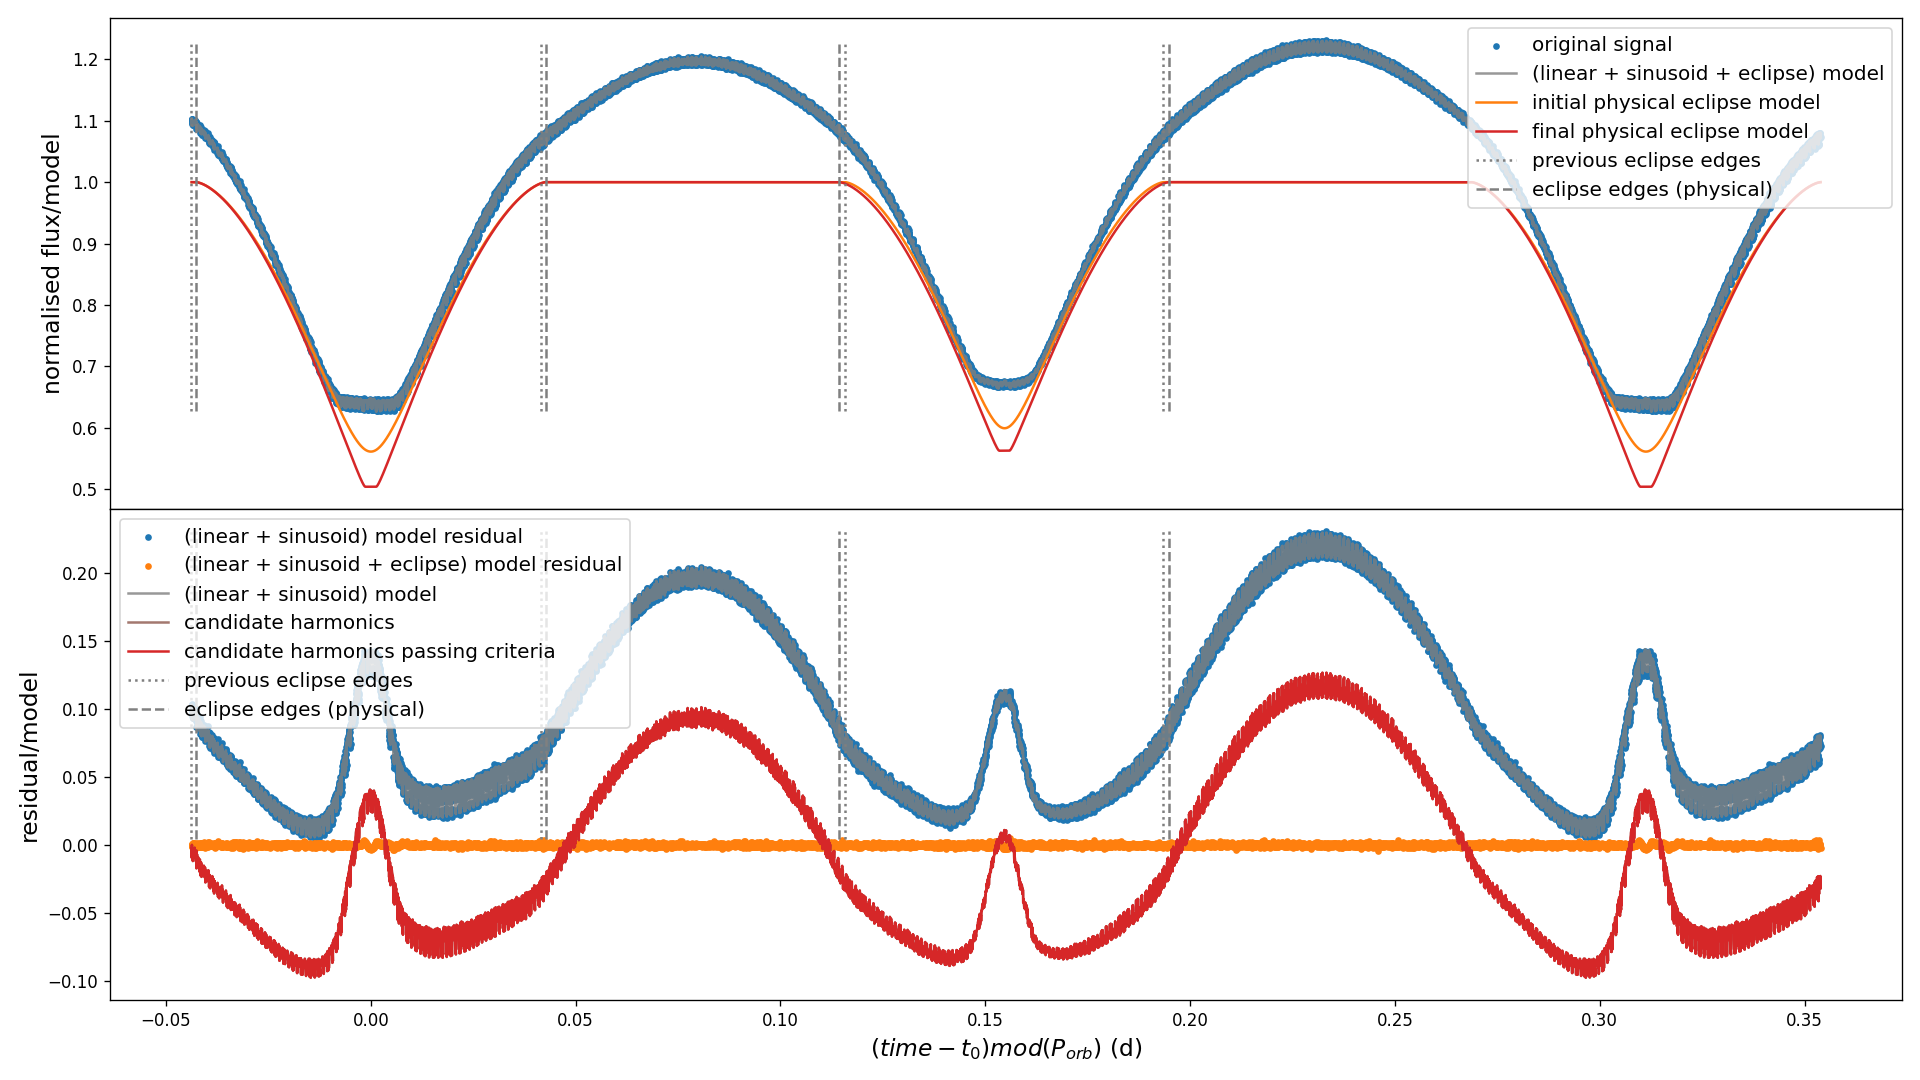 normalised flux/model
1.2
1.1
1.0
0.9
0.8
0.7
0.6
0.5
original signal
(linear + sinusoid + eclipse) model
initial physical eclipse model
final physical eclipse model
previous eclipse edges
eclipse edges (physical)
residual/model
0.20
0.15
0.10
0.05
0.00
−0.05
−0.10
(linear + sinusoid) model residual
(linear + sinusoid + eclipse) model residual
(linear + sinusoid) model
candidate harmonics
candidate harmonics passing criteria
previous eclipse edges
eclipse edges (physical)
−0.05 0.00 0.05 0.10 0.15 0.20 0.25 0.30 0.35
(time − t₀)mod(P_orb) (d)